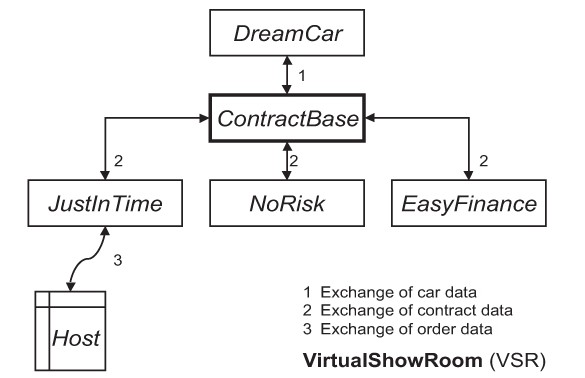 DreamCar
1
ContractBase
2
2
2
JustInTime
NoRisk
EasyFinance
3
Host
1 Exchange of car data
2 Exchange of contract data
3 Exchange of order data
VirtualShowRoom (VSR)